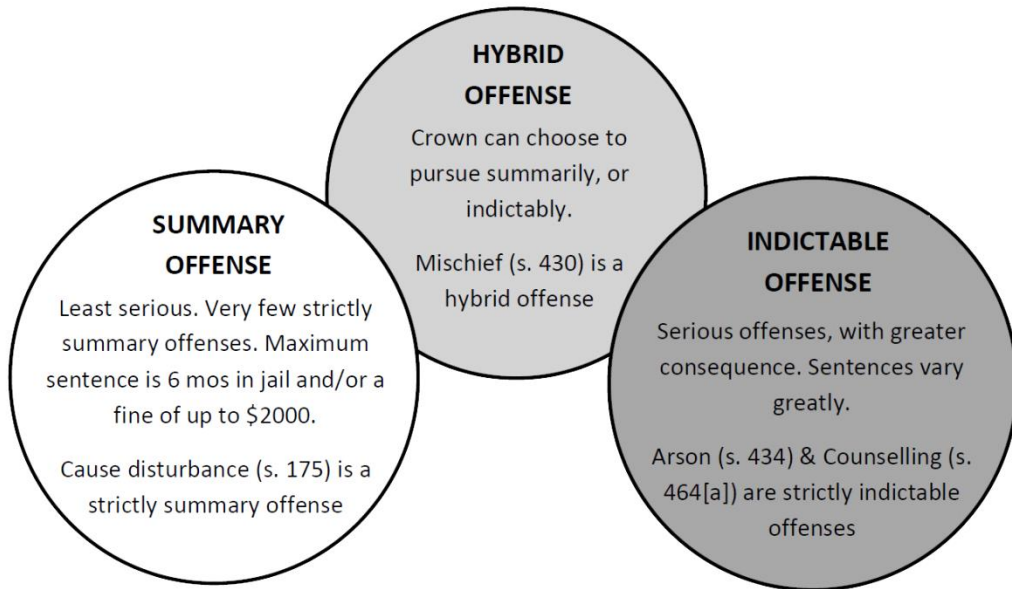 HYBRID
OFFENSE
Crown can choose to
pursue summarily, or
indictably.
Mischief (s. 430) is a
hybrid offense
SUMMARY
OFFENSE
Least serious. Very few strictly
summary offenses. Maximum
sentence is 6 mos in jail and/or a
fine of up to $2000.
Cause disturbance (s. 175) is a
strictly summary offense
INDICTABLE
OFFENSE
Serious offenses, with greater
consequence. Sentences vary
greatly.
Arson (s. 434) & Counselling (s.
464[a]) are strictly indictable
offenses